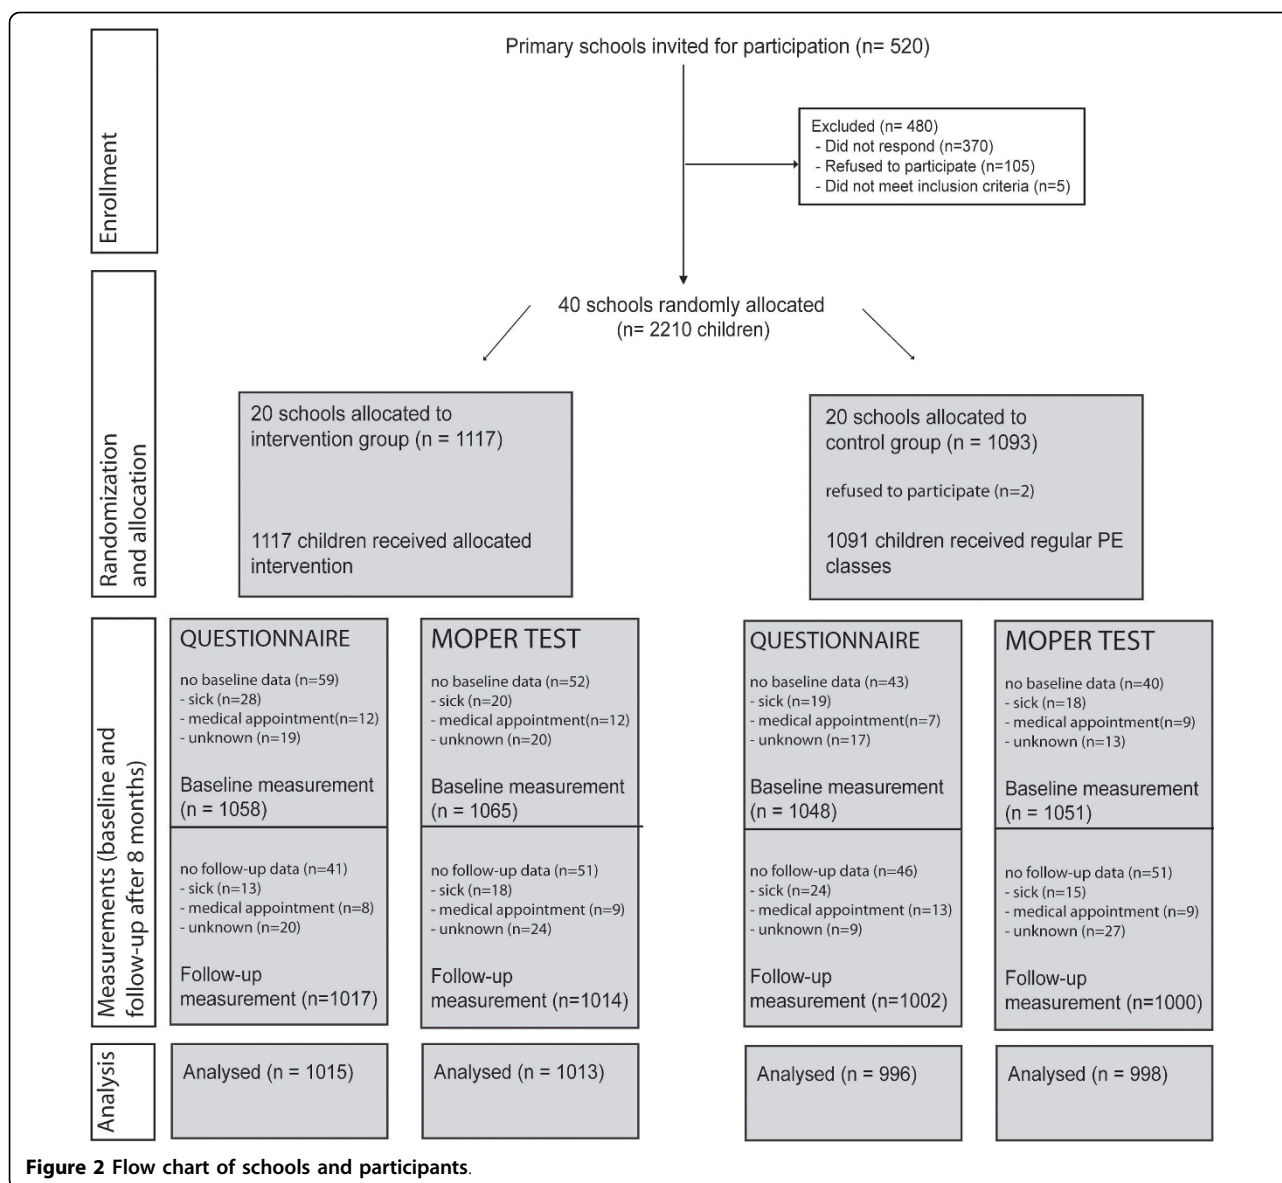 Enrollment
Primary schools invited for participation (n= 520)
Excluded (n= 480)
- Did not respond (n=370)
- Refused to participate (n=105)
- Did not meet inclusion criteria (n=5)
Randomization
and allocation
40 schools randomly allocated
(n= 2210 children)
20 schools allocated to
intervention group (n = 1117)
1117 children received allocated
intervention
20 schools allocated to
control group (n = 1093)
refused to participate (n=2)
1091 children received regular PE
classes
Measurements (baseline and
follow-up after 8 months)
QUESTIONNAIRE
no baseline data (n=59)
- sick (n=28)
- medical appointment(n=12)
- unknown (n=19)
Baseline measurement
(n = 1058)
no follow-up data (n=41)
- sick (n=13)
- medical appointment (n=8)
- unknown (n=20)
Follow-up
measurement (n=1017)
MOPER TEST
no baseline data (n=52)
- sick (n=20)
- medical appointment(n=12)
- unknown (n=20)
Baseline measurement
(n = 1065)
no follow-up data (n=51)
- sick (n=18)
- medical appointment (n=9)
- unknown (n=24)
Follow-up
measurement (n=1014)
QUESTIONNAIRE
no baseline data (n=43)
- sick (n=19)
- medical appointment(n=7)
- unknown (n=17)
Baseline measurement
(n = 1048)
no follow-up data (n=46)
- sick (n=24)
- medical appointment (n=13)
- unknown (n=9)
Follow-up
measurement (n=1002)
MOPER TEST
no baseline data (n=40)
- sick (n=18)
- medical appointment (n=9)
- unknown (n=13)
Baseline measurement
(n = 1051)
no follow-up data (n=51)
- sick (n=15)
- medical appointment (n=9)
- unknown (n=27)
Follow-up
measurement (n=1000)
Analysis
Analysed (n = 1015)
Analysed (n = 1013)
Analysed (n = 996)
Analysed (n = 998)
Figure 2 Flow chart of schools and participants.